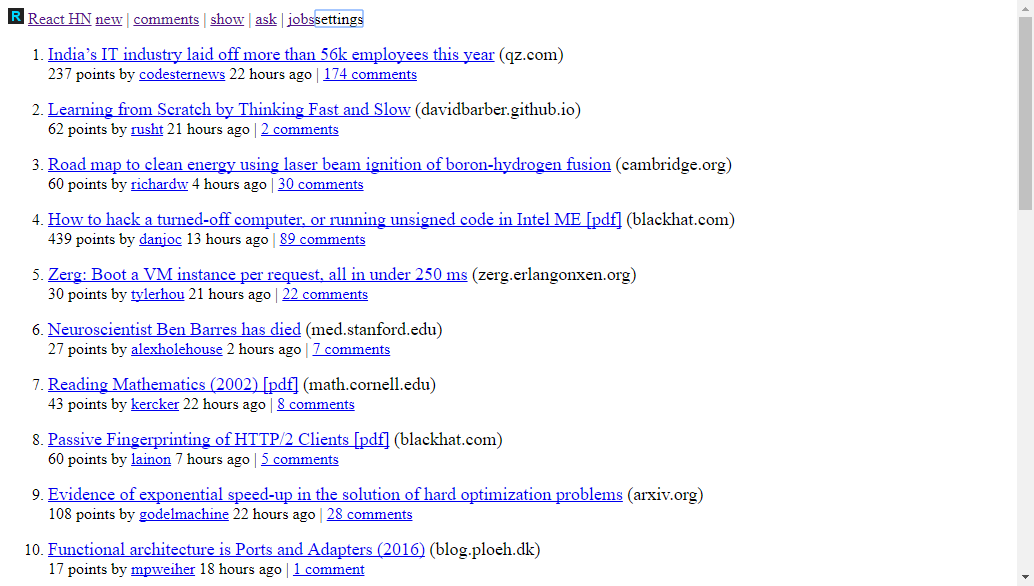 R React HN new | comments | show | ask | jobssettings
1. India’s IT industry laid off more than 56k employees this year (qz.com)
237 points by codesternews 22 hours ago | 174 comments
2. Learning from Scratch by Thinking Fast and Slow (davidbarber.github.io)
62 points by rusht 21 hours ago | 2 comments
3. Road map to clean energy using laser beam ignition of boron-hydrogen fusion (cambridge.org)
60 points by richardw 4 hours ago | 30 comments
4. How to hack a turned-off computer, or running unsigned code in Intel ME [pdf] (blackhat.com)
439 points by danjoc 13 hours ago | 89 comments
5. Zerg: Boot a VM instance per request, all in under 250 ms (zerg.erlangonxen.org)
30 points by tylerhou 21 hours ago | 22 comments
6. Neuroscientist Ben Barres has died (med.stanford.edu)
27 points by alexholehouse 2 hours ago | 7 comments
7. Reading Mathematics (2002) [pdf] (math.cornell.edu)
43 points by kercker 22 hours ago | 8 comments
8. Passive Fingerprinting of HTTP/2 Clients [pdf] (blackhat.com)
60 points by lainon 7 hours ago | 5 comments
9. Evidence of exponential speed-up in the solution of hard optimization problems (arxiv.org)
108 points by godelmachine 22 hours ago | 28 comments
10. Functional architecture is Ports and Adapters (2016) (blog.ploeh.dk)
17 points by mpweiher 18 hours ago | 1 comment